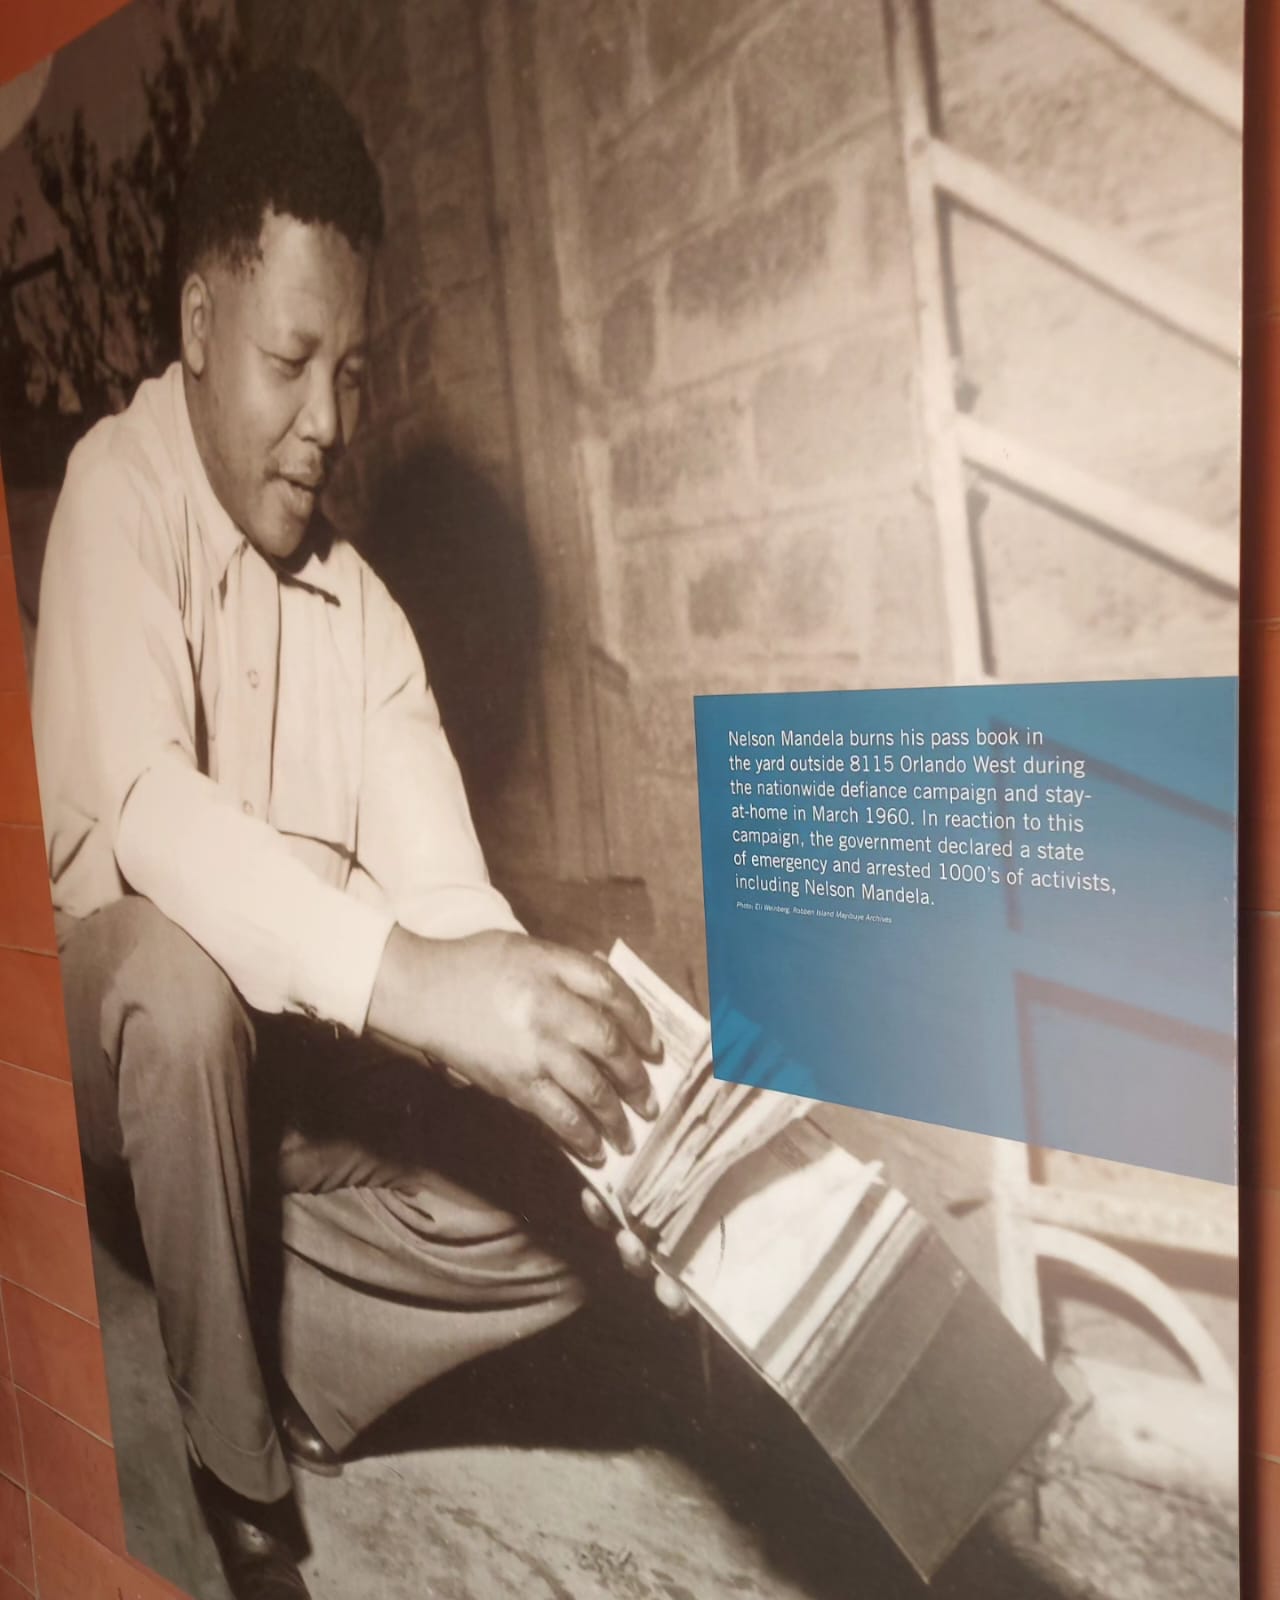 Nelson Mandela burns his pass book in
the yard outside 8115 Orlando West during
the nationwide defiance campaign and stay-
at-home in March 1960. In reaction to this
campaign, the government declared a state
of emergency and arrested 1000's of activists,
including Nelson Mandela.
Photo: Eli Weinberg, Robben Island Mayibuye Archives